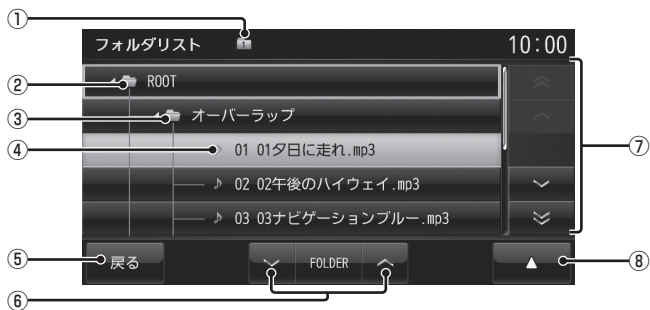 ①
フォルダリスト 1 10:00
② ROOT
③ オーバーラップ
④ 01 01夕日に走れ.mp3
⑦
02 02午後のハイウェイ.mp3
03 03ナビゲーションブルー.mp3
⑤ 戻る FOLDER ⑧
⑥